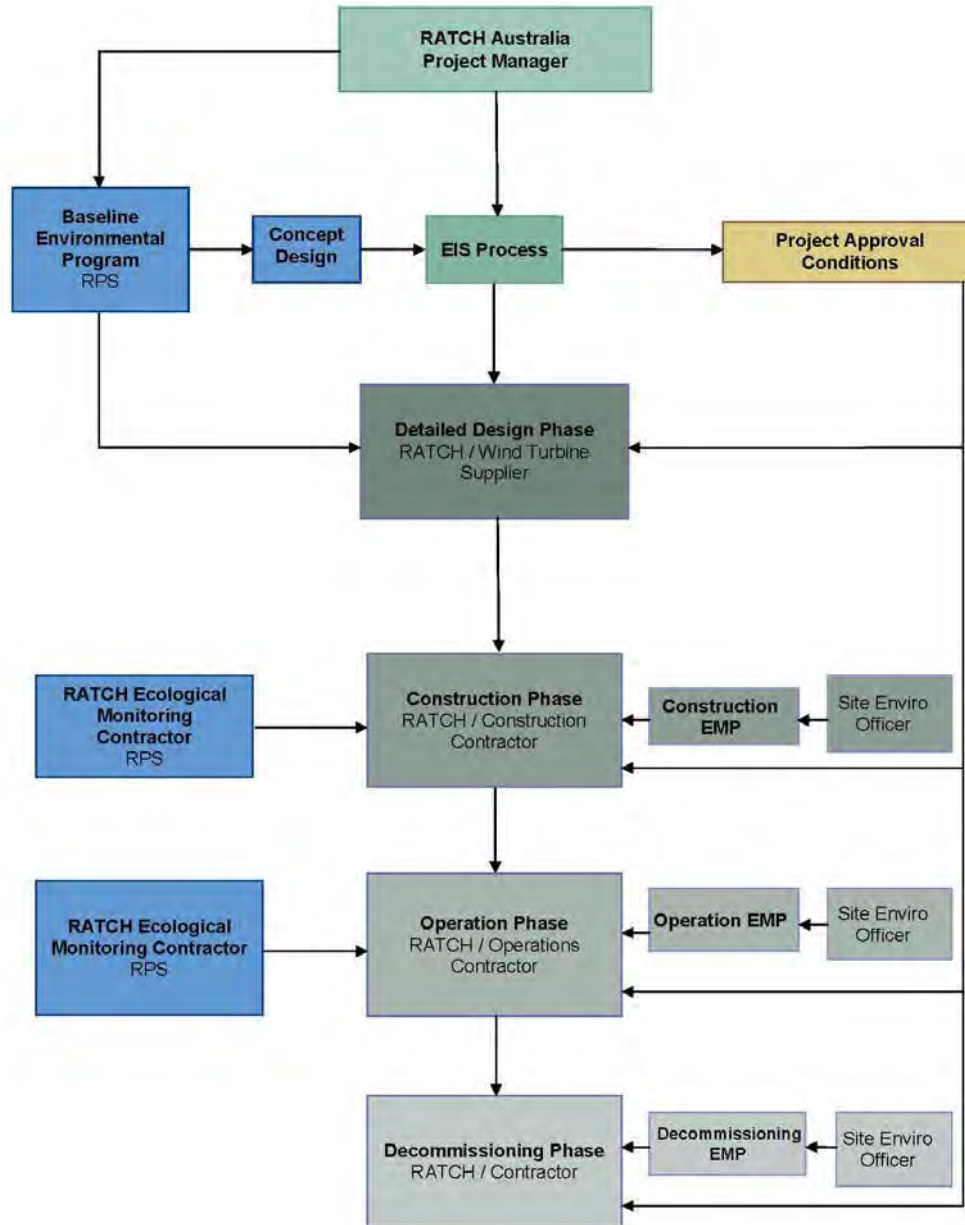 RATCH Australia
Project Manager
Baseline
Environmental
Program
RPS
Concept
Design
EIS Process
Project Approval
Conditions
Detailed Design Phase
RATCH / Wind Turbine
Supplier
RATCH Ecological
Monitoring
Contractor
RPS
Construction Phase
RATCH / Construction
Contractor
Construction
EMP
Site Enviro
Officer
RATCH Ecological
Monitoring Contractor
RPS
Operation Phase
RATCH / Operations
Contractor
Operation EMP
Site Enviro
Officer
Decommissioning Phase
RATCH / Contractor
Decommissioning
EMP
Site Enviro
Officer